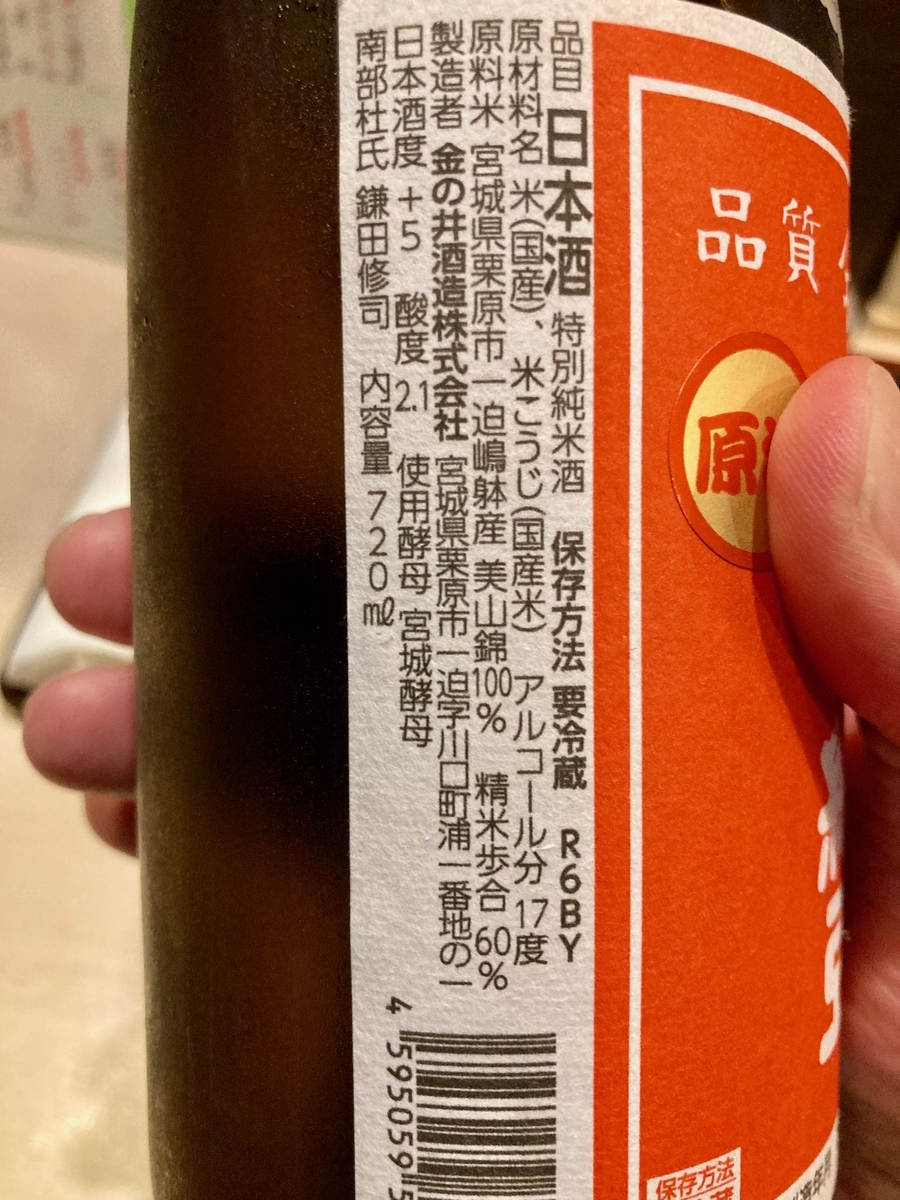 品質
原
保存方法
品目 日本酒 特別純米酒 保存方法 要冷蔵 R6BY
原材料名 米(国産)、米こうじ(国産米) アルコール分 17度
原料米 宮城県栗原市一迫嶋躰産 美山錦100% 精米歩合 60%
製造者 金の井酒造株式会社 宮城県栗原市一迫字川口町浦一番地の一
日本酒度 +5 酸度 2.1 使用酵母 宮城酵母
南部杜氏 鎌田修司 内容量 720ml
4 595059